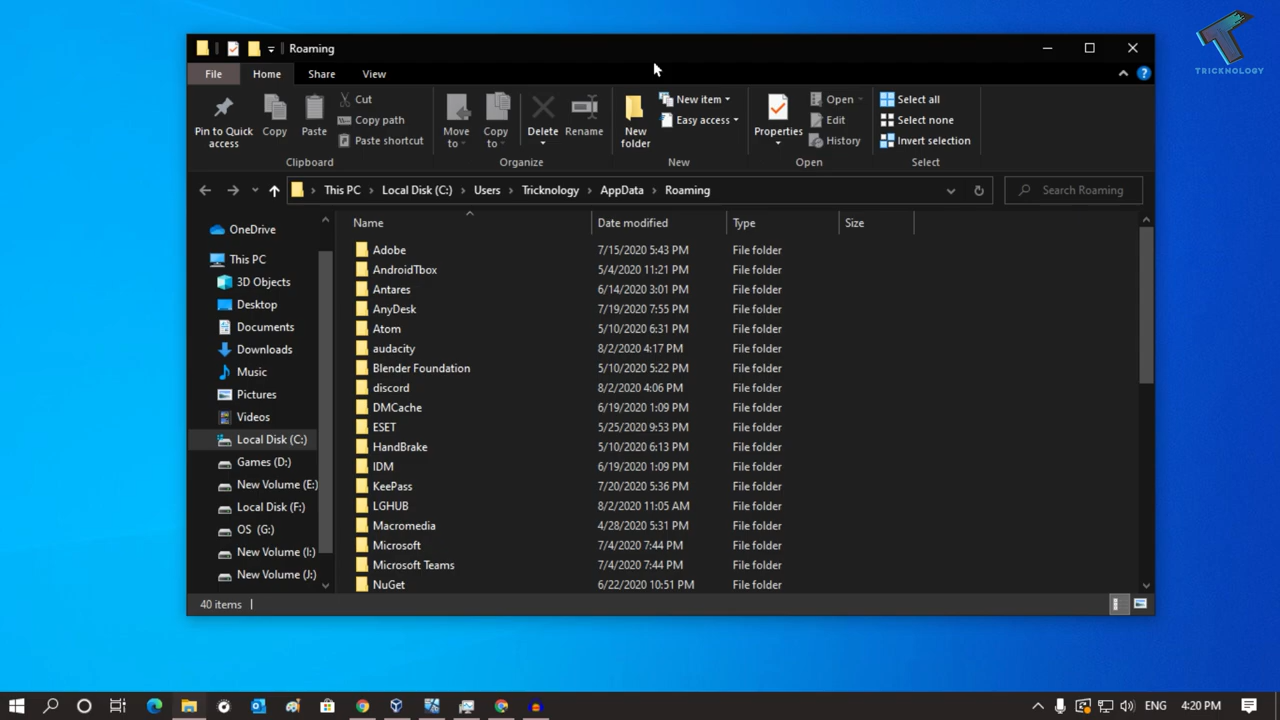 Roaming
TRICKNOLOGY
File Home Share View
Pin to Quick access
Copy
Paste
Cut
Copy path
Paste shortcut
Clipboard
Move to
Copy to
Delete
Rename
Organize
New folder
New item
Easy access
New
Properties
Open
Edit
History
Open
Select all
Select none
Invert selection
Select
This PC > Local Disk (C:) > Users > Tricknology > AppData > Roaming
Search Roaming
OneDrive
This PC
3D Objects
Desktop
Documents
Downloads
Music
Pictures
Videos
Local Disk (C:)
Games (D:)
New Volume (E:)
Local Disk (F:)
OS (G:)
New Volume (I:)
New Volume (J:)
Name Date modified Type Size
Adobe 7/15/2020 5:43 PM File folder
AndroidTbox 5/4/2020 11:21 PM File folder
Antares 6/14/2020 3:01 PM File folder
AnyDesk 7/19/2020 7:55 PM File folder
Atom 5/10/2020 6:31 PM File folder
audacity 8/2/2020 4:17 PM File folder
Blender Foundation 5/10/2020 5:22 PM File folder
discord 8/2/2020 4:06 PM File folder
DMCache 6/19/2020 1:09 PM File folder
ESET 5/25/2020 9:53 PM File folder
HandBrake 5/10/2020 6:13 PM File folder
IDM 6/19/2020 1:09 PM File folder
KeePass 7/20/2020 5:36 PM File folder
LGHUB 8/2/2020 11:05 AM File folder
Macromedia 4/28/2020 5:31 PM File folder
Microsoft 7/4/2020 7:44 PM File folder
Microsoft Teams 7/4/2020 7:44 PM File folder
NuGet 6/22/2020 10:51 PM File folder
40 items
ENG 4:20 PM